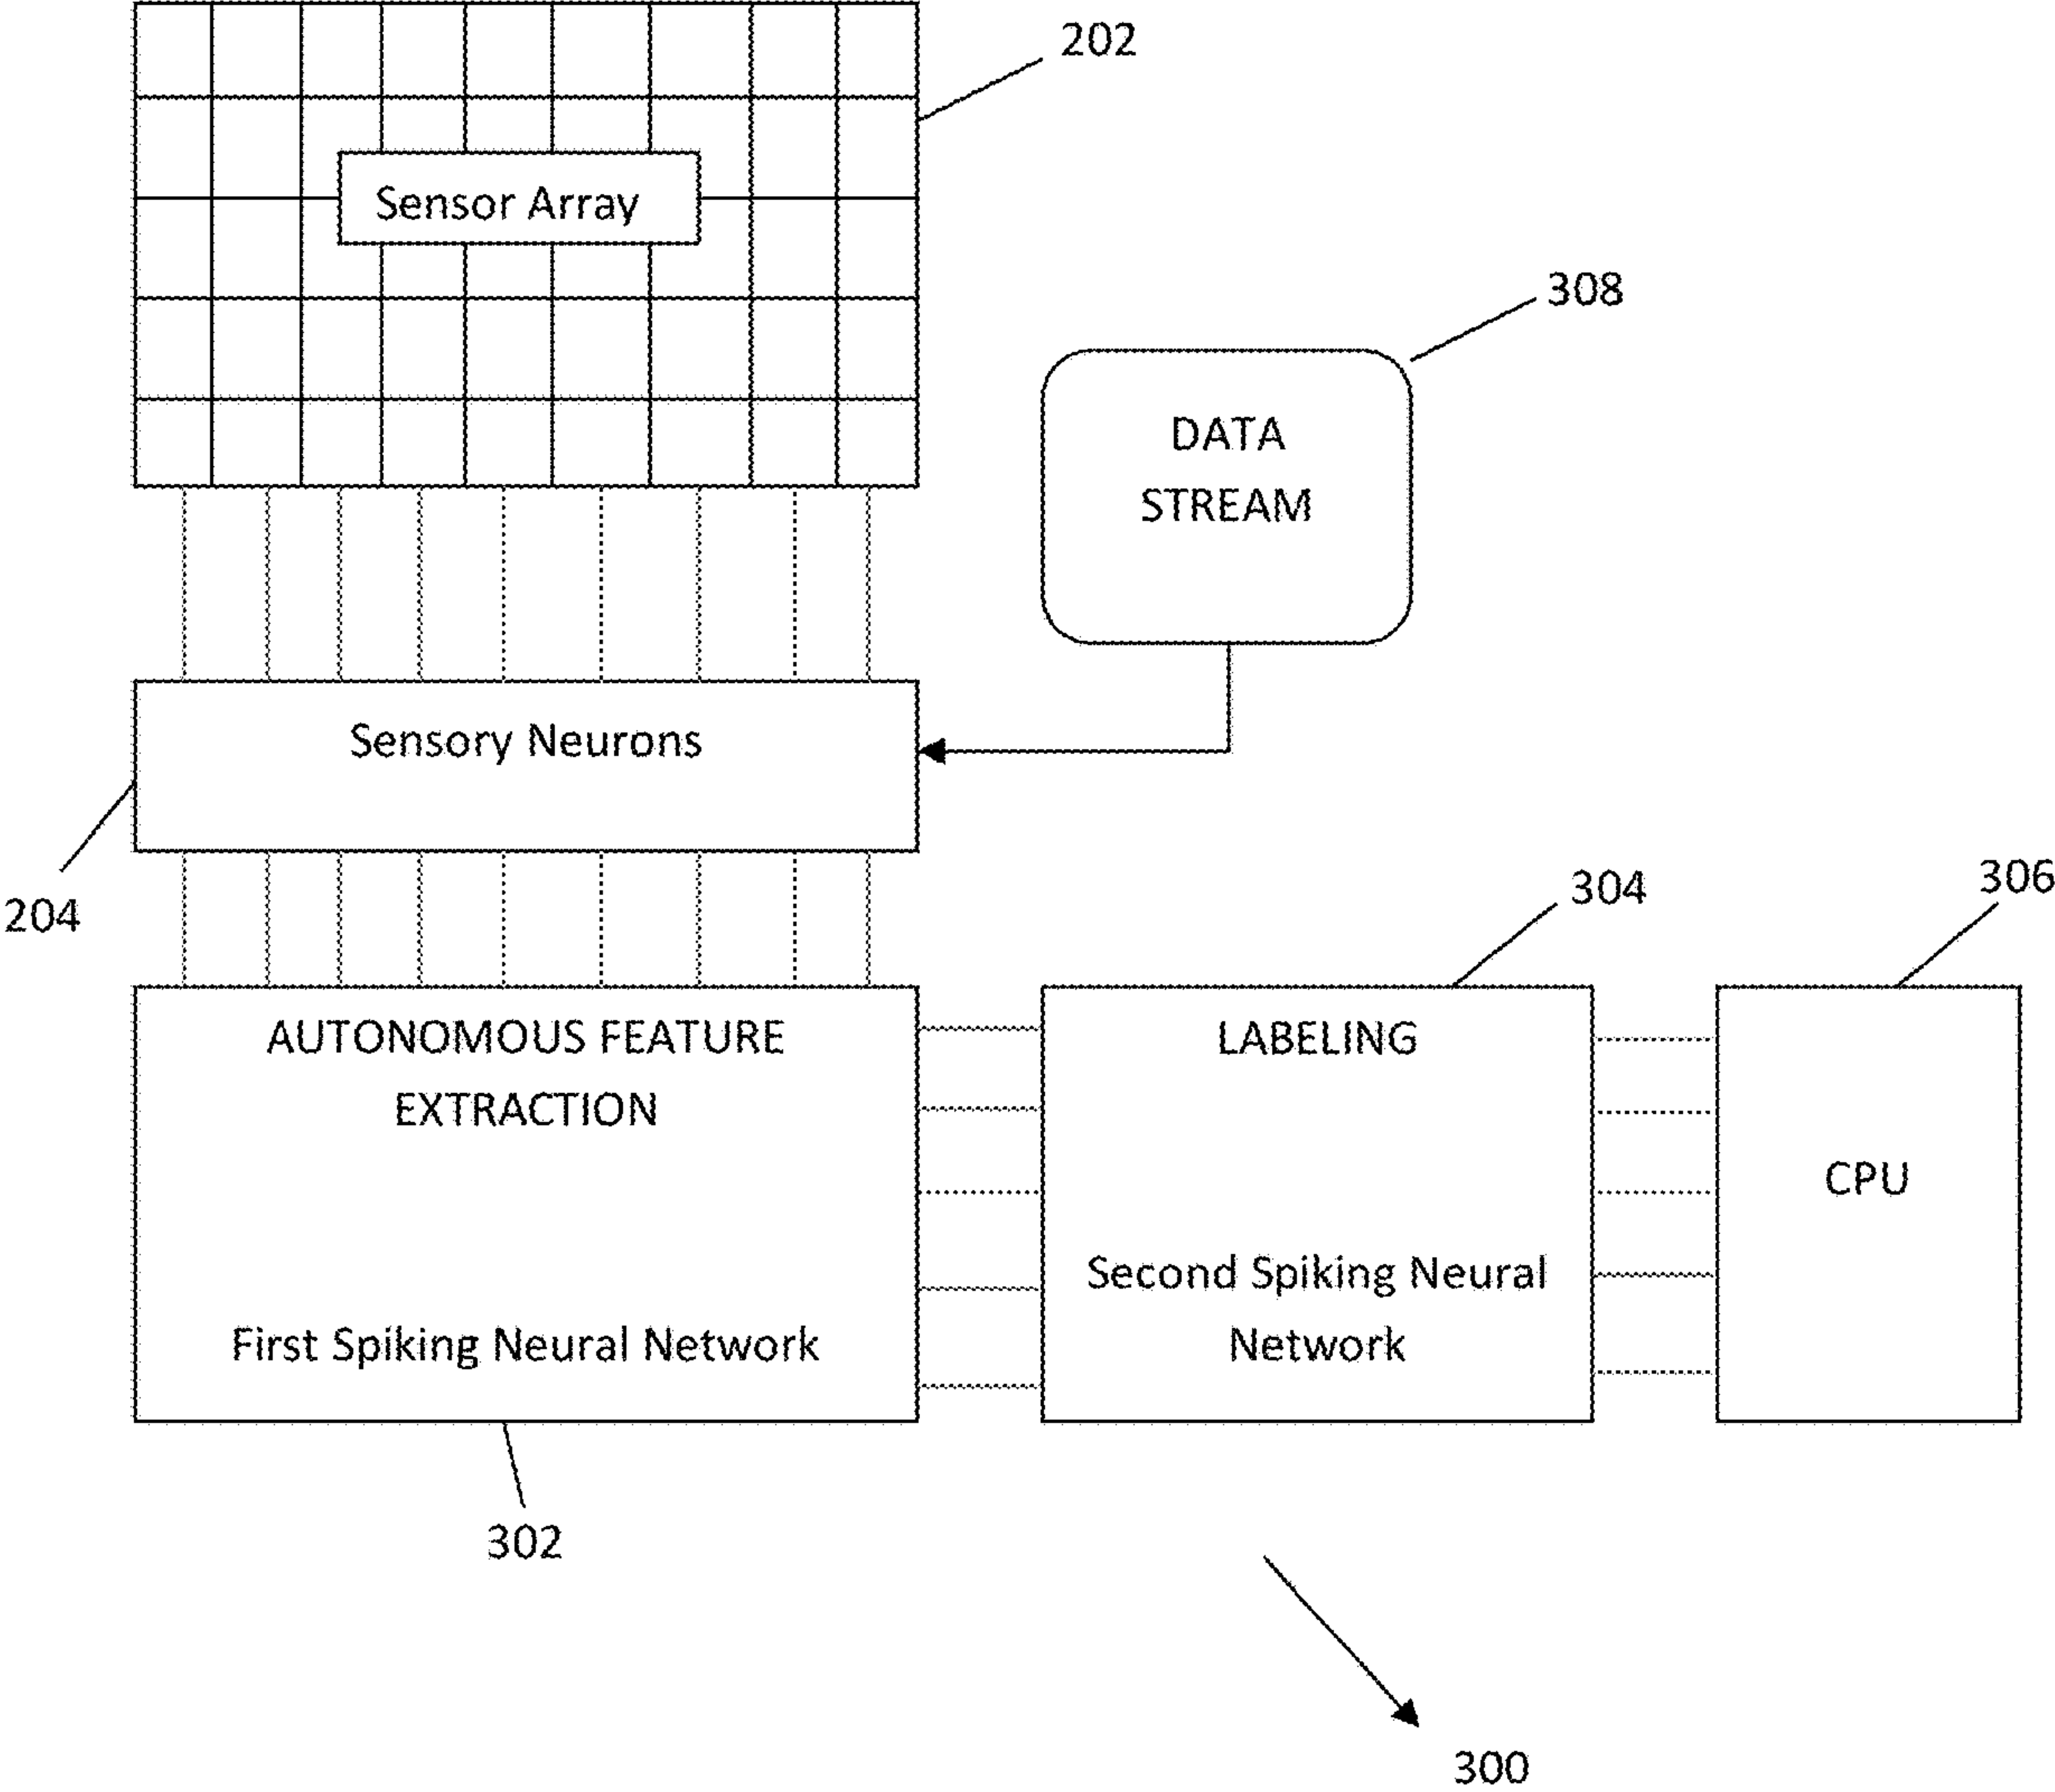 202
Sensor Array
308
DATA
STREAM
Sensory Neurons
204
304
306
AUTONOMOUS FEATURE
EXTRACTION
First Spiking Neural Network
LABELING
Second Spiking Neural
Network
CPU
302
300